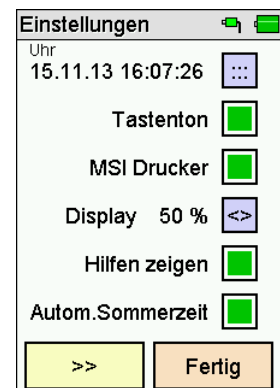 Einstellungen
Uhr
15.11.13 16:07:26 :::
Tastenton
MSI Drucker
Display 50 % <>
Hilfen zeigen
Autom.Sommerzeit
>> Fertig